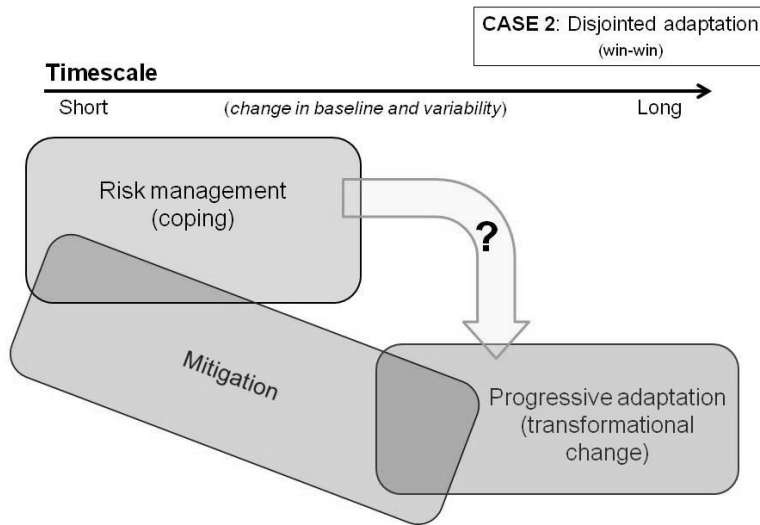 CASE 2: Disjointed adaptation
(win-win)
Timescale
Short (change in baseline and variability) Long
Risk management
(coping)
?
Mitigation
Progressive adaptation
(transformational
change)